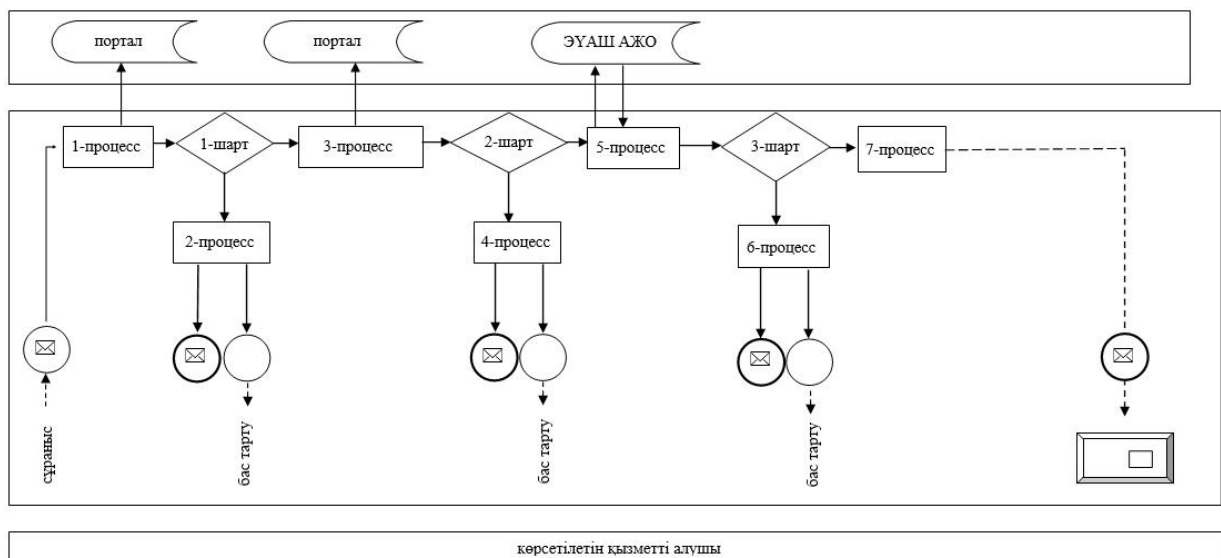 портал
портал
ЭҮАШ АЖО
1-процесс
1-шарт
3-процесс
2-шарт
5-процесс
3-шарт
7-процесс
2-процесс
4-процесс
6-процесс
сұраныс
бас тарту
бас тарту
бас тарту
көрсетілетін қызметті алушы